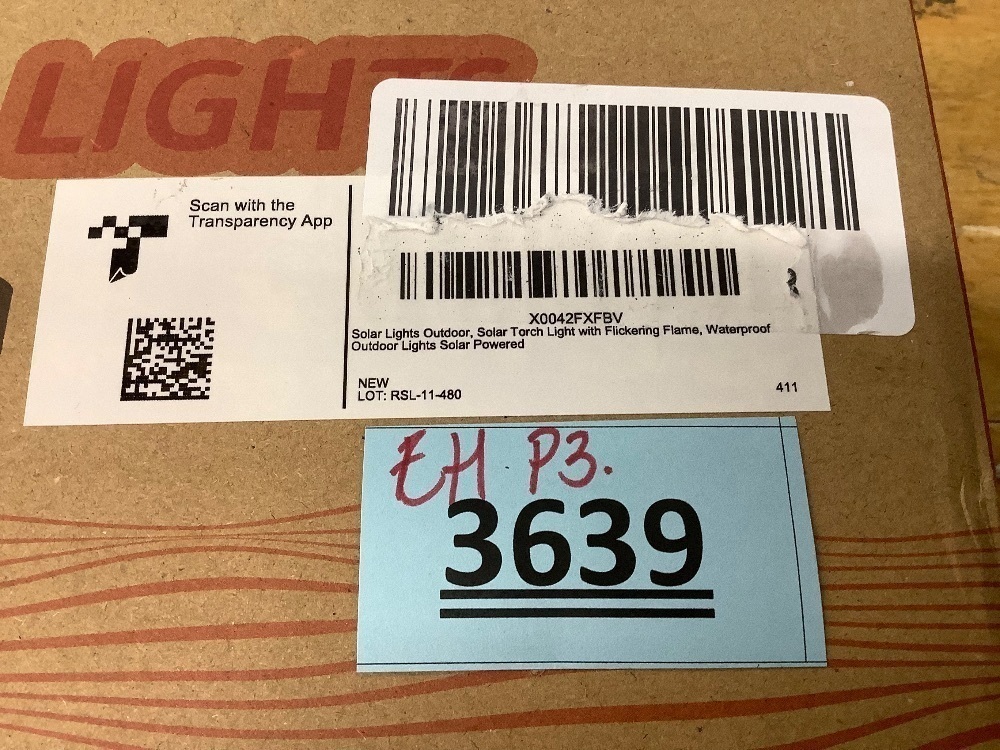 LIGHTS
Scan with the
Transparency App
X0042FXFBV
Solar Lights Outdoor, Solar Torch Light with Flickering Flame, Waterproof
Outdoor Lights Solar Powered
NEW
LOT: RSL-11-480
411
EH P3.
3639